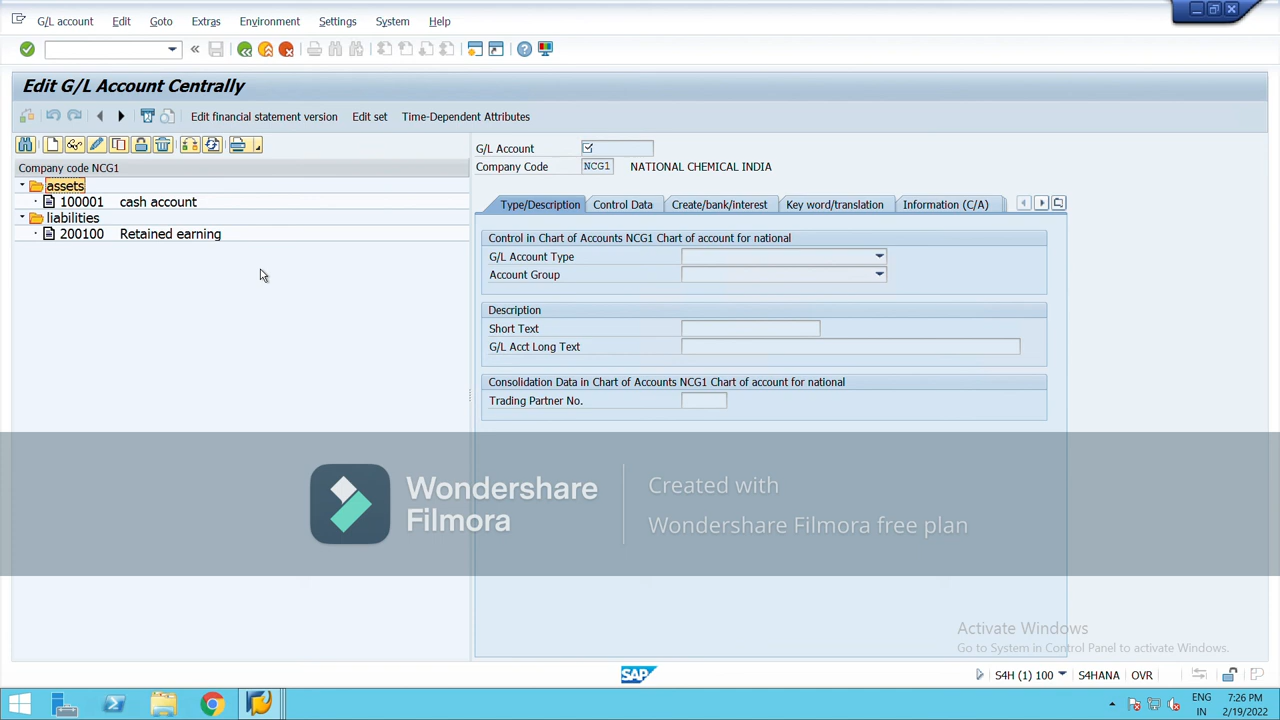 G/L account Edit Goto Extras Environment Settings System Help
Edit G/L Account Centrally
Edit financial statement version Edit set Time-Dependent Attributes
Company code NCG1
assets
100001 cash account
liabilities
200100 Retained earning
G/L Account
Company Code NCG1 NATIONAL CHEMICAL INDIA
Type/Description Control Data Create/bank/interest Key word/translation Information (C/A)
Control in Chart of Accounts NCG1 Chart of account for national
G/L Account Type
Account Group
Description
Short Text
G/L Acct Long Text
Consolidation Data in Chart of Accounts NCG1 Chart of account for national
Trading Partner No.
Wondershare
Filmora
Created with
Wondershare Filmora free plan
Activate Windows
Go to System in Control Panel to activate Windows.
SAP
S4H (1) 100 S4HANA OVR
ENG
IN
7:26 PM
2/19/2022